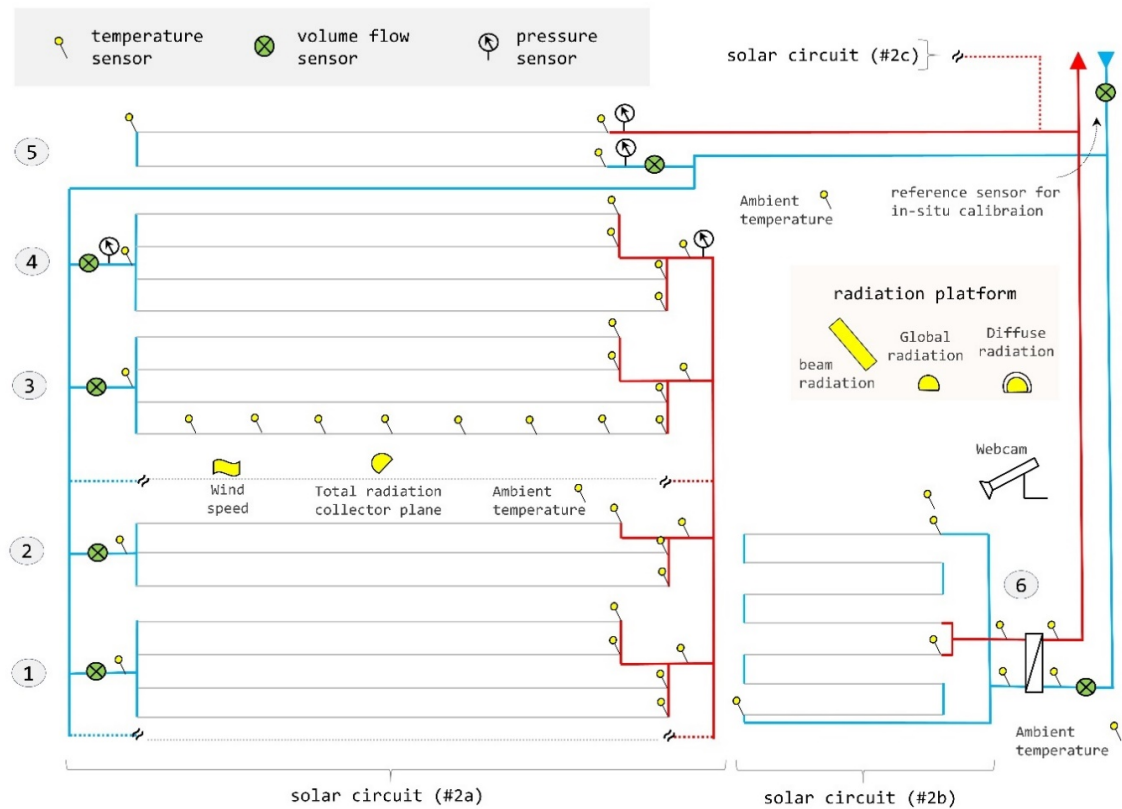 temperature
sensor
volume flow
sensor
pressure
sensor
solar circuit (#2c)
5
reference sensor for
in-situ calibraion
Ambient
temperature
4
radiation platform
beam
radiation
Global
radiation
Diffuse
radiation
3
Wind
speed
Total radiation
collector plane
Ambient
temperature
Webcam
2
6
1
Ambient
temperature
solar circuit (#2a)
solar circuit (#2b)